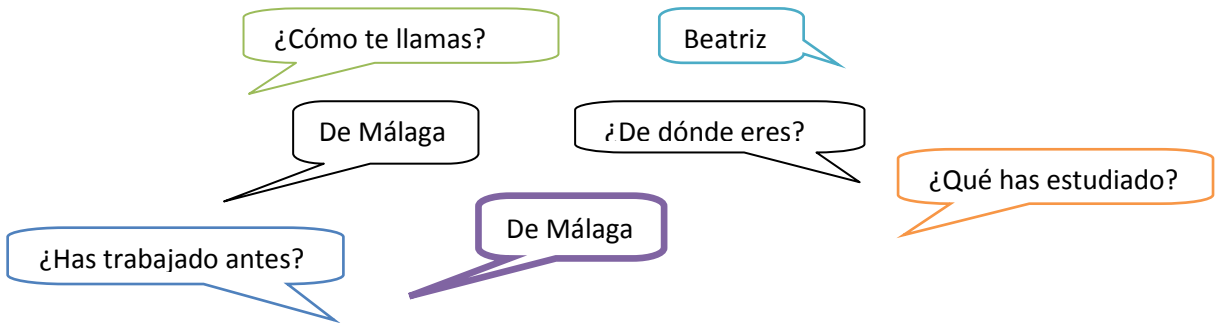 ¿Cómo te llamas?
Beatriz
De Málaga
¿De dónde eres?
¿Qué has estudiado?
De Málaga
¿Has trabajado antes?